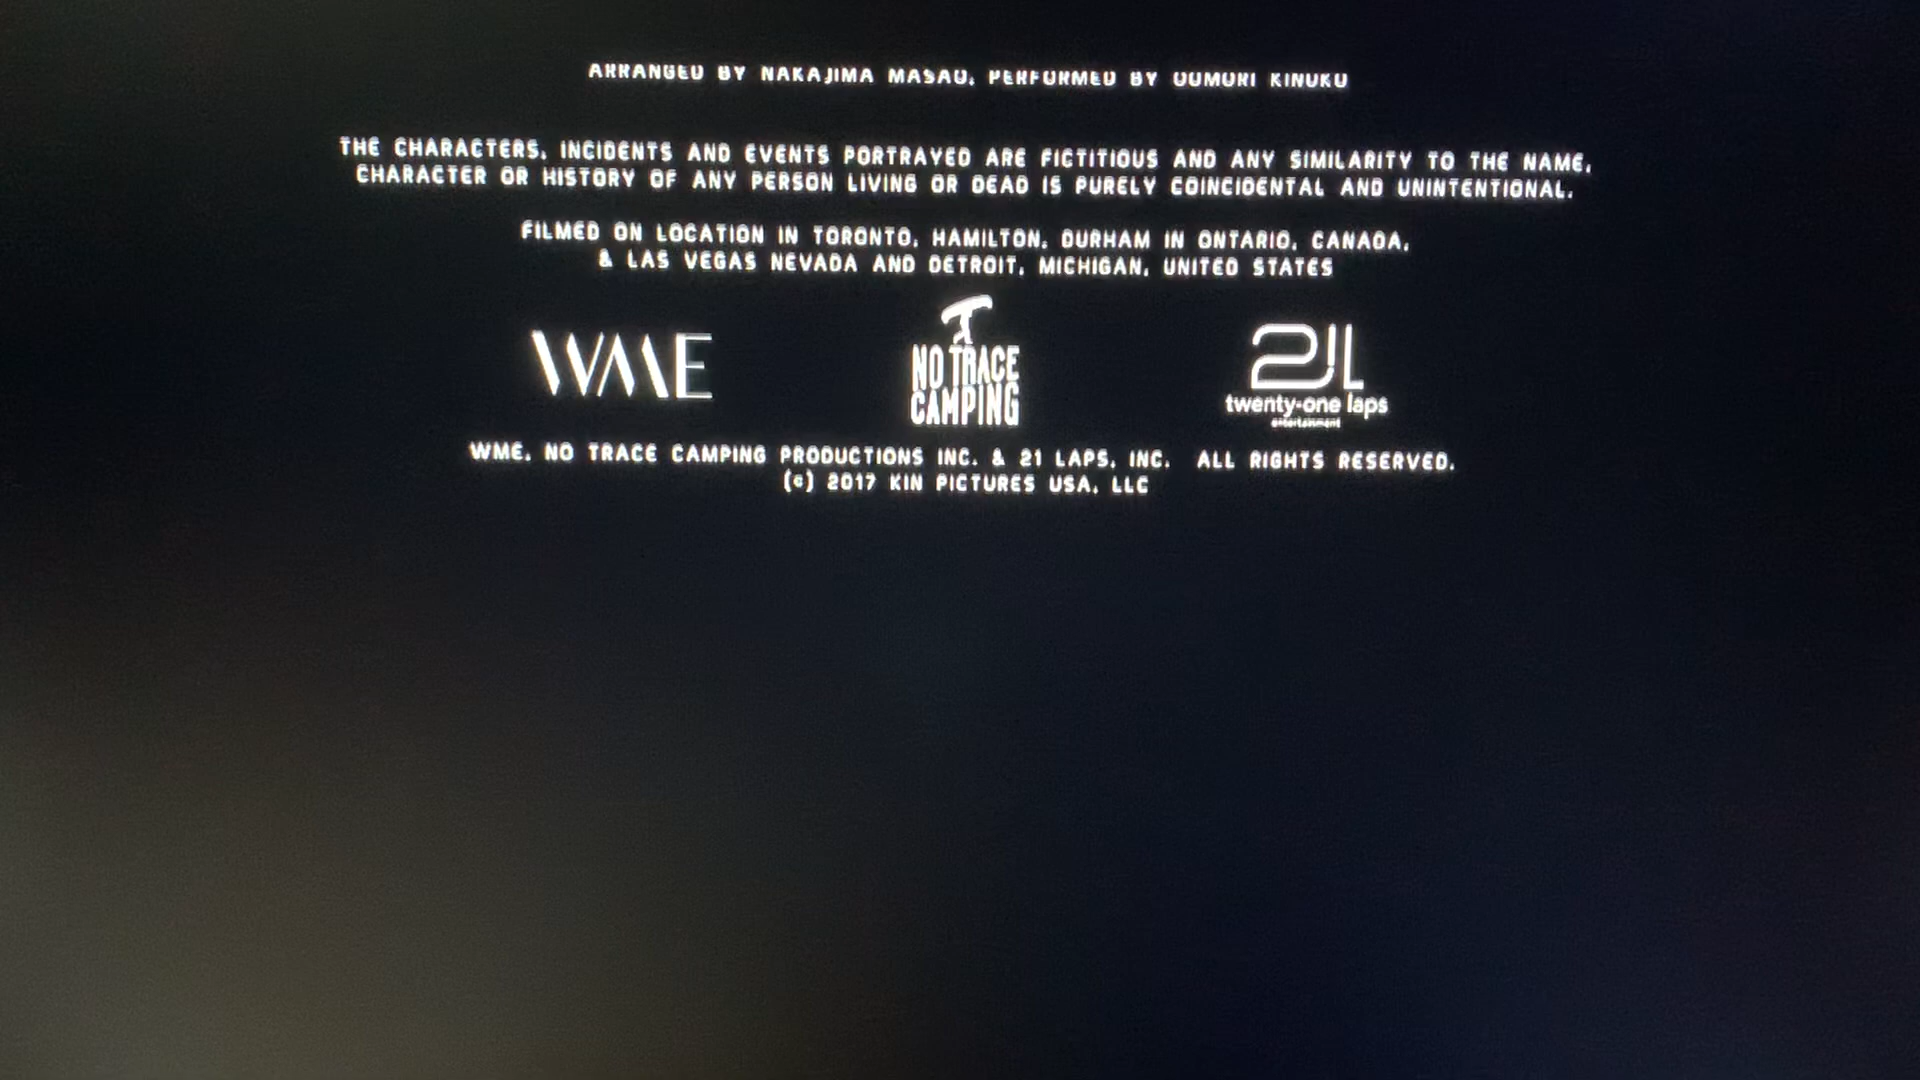 ARRANGED BY NAKAJIMA MASAO, PERFORMED BY OOMORI KINUKO
THE CHARACTERS, INCIDENTS AND EVENTS PORTRAYED ARE FICTITIOUS AND ANY SIMILARITY TO THE NAME,
CHARACTER OR HISTORY OF ANY PERSON LIVING OR DEAD IS PURELY COINCIDENTAL AND UNINTENTIONAL.
FILMED ON LOCATION IN TORONTO, HAMILTON, DURHAM IN ONTARIO, CANADA,
& LAS VEGAS NEVADA AND DETROIT, MICHIGAN, UNITED STATES
WME
NO TRACE
CAMPING
21L
twenty-one laps
entertainment
WME, NO TRACE CAMPING PRODUCTIONS INC. & 21 LAPS, INC. ALL RIGHTS RESERVED.
(c) 2017 KIN PICTURES USA, LLC